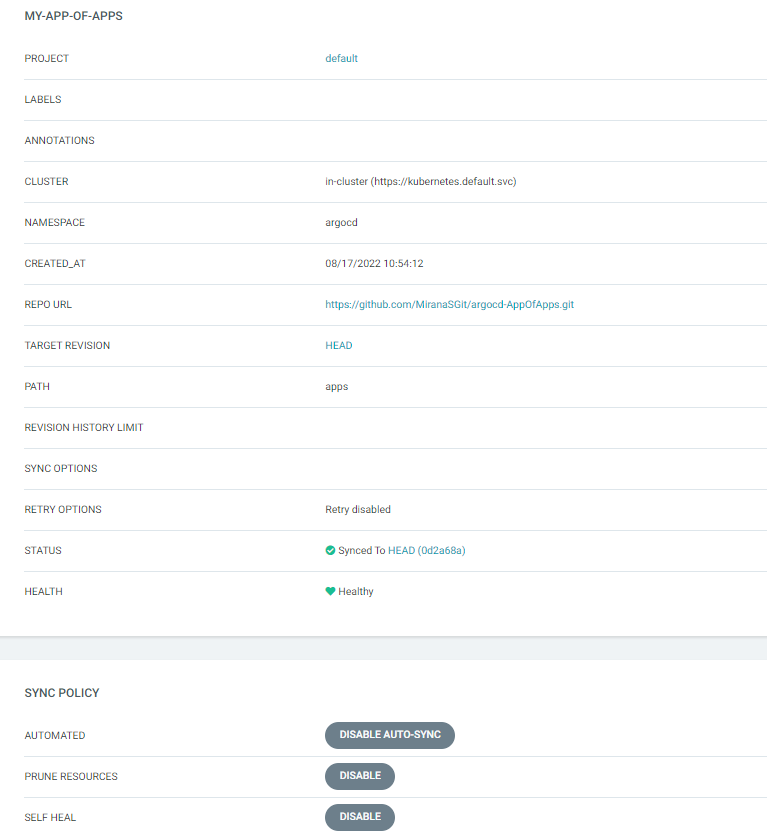 MY-APP-OF-APPS
PROJECT default
LABELS
ANNOTATIONS
CLUSTER in-cluster (https://kubernetes.default.svc)
NAMESPACE argocd
CREATED_AT 08/17/2022 10:54:12
REPO URL https://github.com/MiranaSGit/argocd-AppOfApps.git
TARGET REVISION HEAD
PATH apps
REVISION HISTORY LIMIT
SYNC OPTIONS
RETRY OPTIONS Retry disabled
STATUS Synced To HEAD (0d2a68a)
HEALTH Healthy
SYNC POLICY
AUTOMATED DISABLE AUTO-SYNC
PRUNE RESOURCES DISABLE
SELF HEAL DISABLE